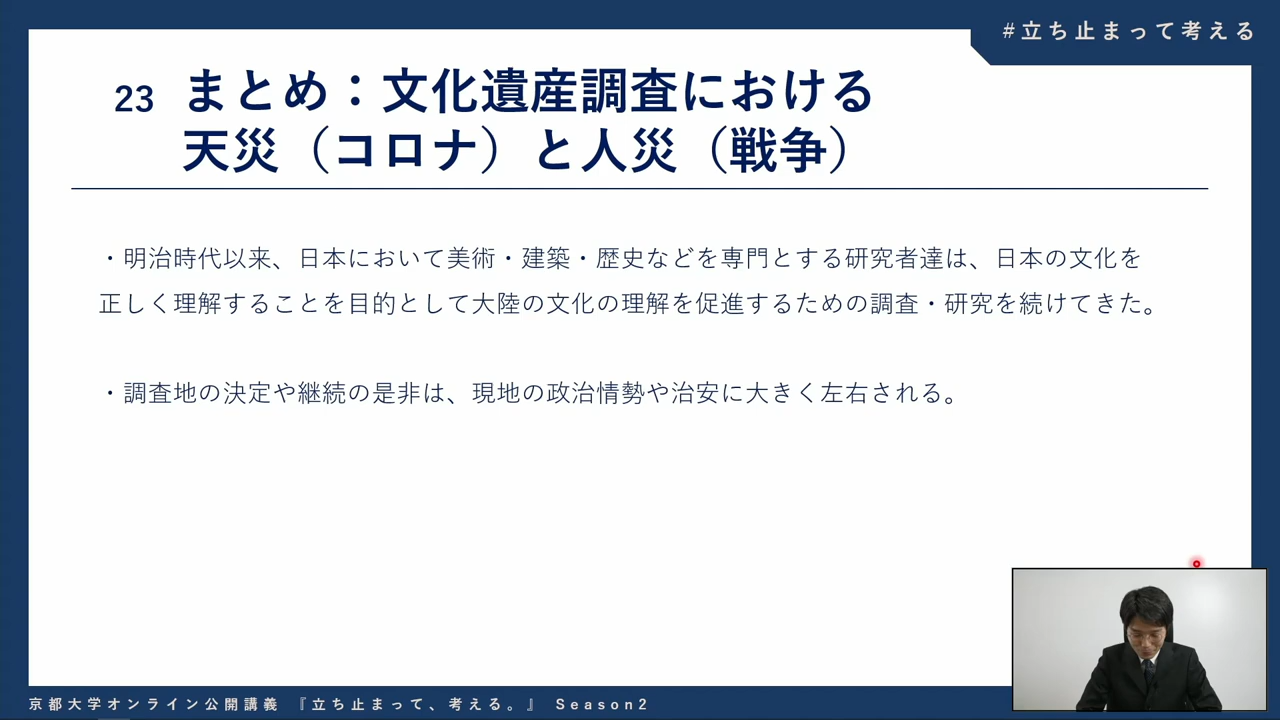 #立ち止まって考える
23 まとめ：文化遺産調査における
天災（コロナ）と人災（戦争）
・明治時代以来、日本において美術・建築・歴史などを専門とする研究者達は、日本の文化を
正しく理解することを目的として大陸の文化の理解を促進するための調査・研究を続けてきた。
・調査地の決定や継続の是非は、現地の政治情勢や治安に大きく左右される。
京都大学オンライン公開講義 『立ち止まって、考える。』 Season2